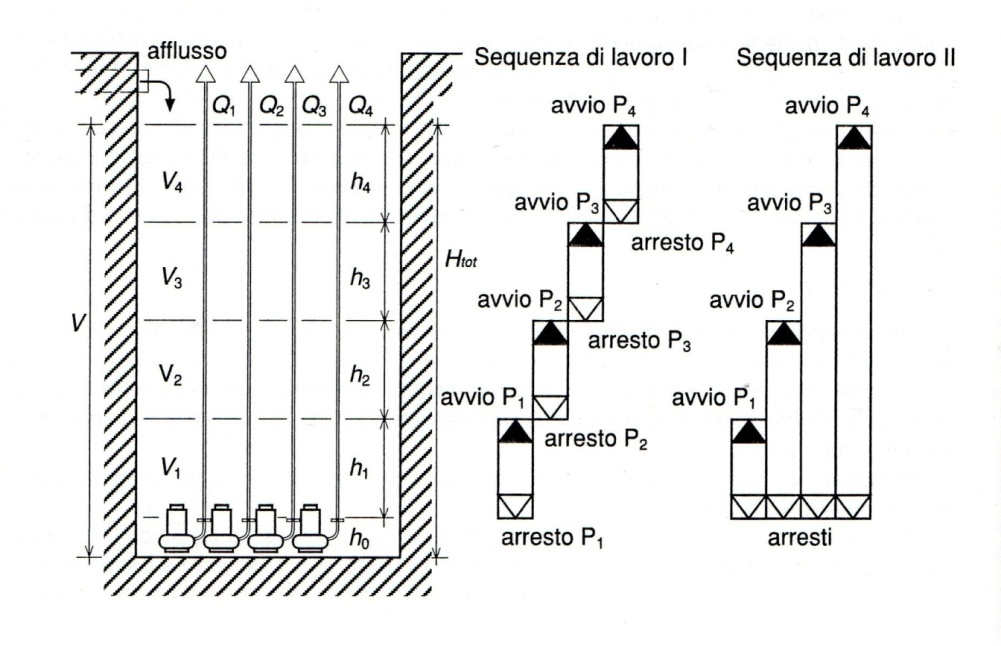 afflusso
Q1 Q2 Q3 Q4
V
V4
V3
V2
V1
h4
h3
h2
h1
h0
Htot
Sequenza di lavoro I
avvio P4
avvio P3
arresto P4
avvio P2
arresto P3
avvio P1
arresto P2
arresto P1
Sequenza di lavoro II
avvio P4
avvio P3
avvio P2
avvio P1
arresti